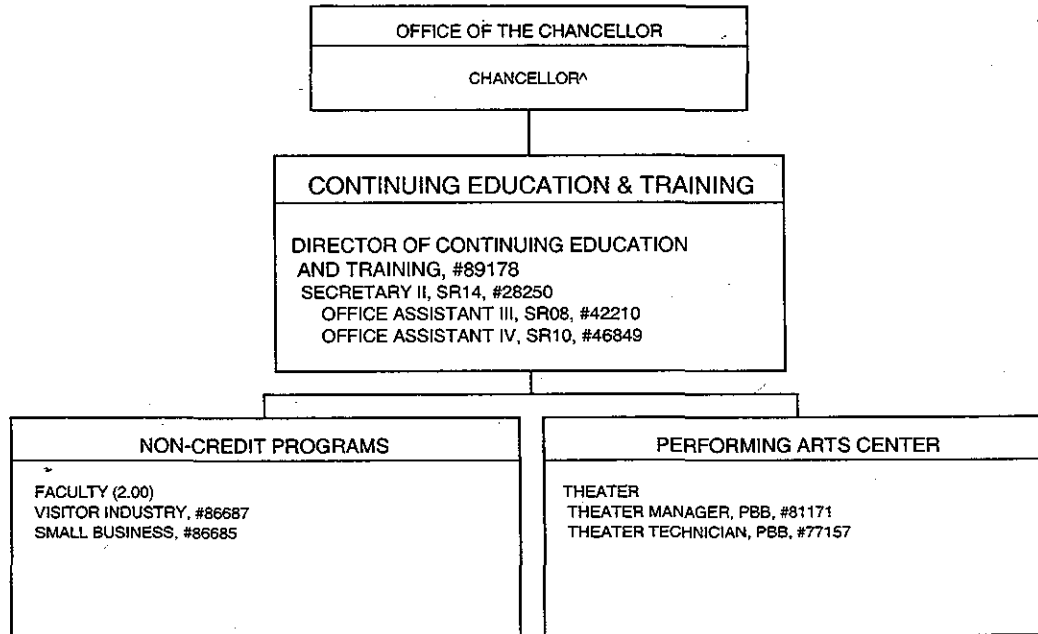 OFFICE OF THE CHANCELLOR
CHANCELLOR^
CONTINUING EDUCATION & TRAINING
DIRECTOR OF CONTINUING EDUCATION
AND TRAINING, #89178
SECRETARY II, SR14, #28250
OFFICE ASSISTANT III, SR08, #42210
OFFICE ASSISTANT IV, SR10, #46849
NON-CREDIT PROGRAMS
FACULTY (2.00)
VISITOR INDUSTRY, #86687
SMALL BUSINESS, #86685
PERFORMING ARTS CENTER
THEATER
THEATER MANAGER, PBB, #81171
THEATER TECHNICIAN, PBB, #77157